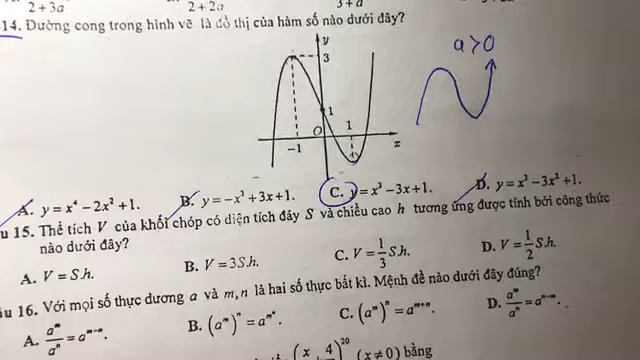 2 + 3a
2 + 2a
3 + a
14. Đường cong trong hình vẽ là đồ thị của hàm số nào dưới đây?
a > 0
y
3
1
O
1
-1
x
A. y = x⁴ − 2x² + 1. B. y = −x³ + 3x + 1. C. y = x³ − 3x + 1. D. y = x³ − 3x² + 1.
u 15. Thể tích V của khối chóp có diện tích đáy S và chiều cao h tương ứng được tính bởi công thức
nào dưới đây?
A. V = S.h. B. V = 3S.h. C. V = 1/3 S.h. D. V = 1/2 S.h.
âu 16. Với mọi số thực dương a và m, n là hai số thực bất kì. Mệnh đề nào dưới đây đúng?
A. aᵐ/aⁿ = aᵐ⁻ⁿ. B. (aᵐ)ⁿ = aᵐⁿ. C. (aᵐ)ⁿ = aᵐ⁺ⁿ. D. aᵐ/aⁿ = aⁿ⁻ᵐ.
(x 4)²⁰ (x ≠ 0) bằng